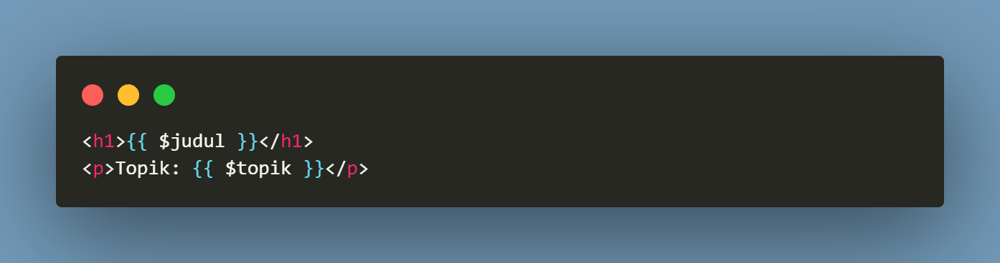 <h1>{{ $judul }}</h1>
<p>Topik: {{ $topik }}</p>